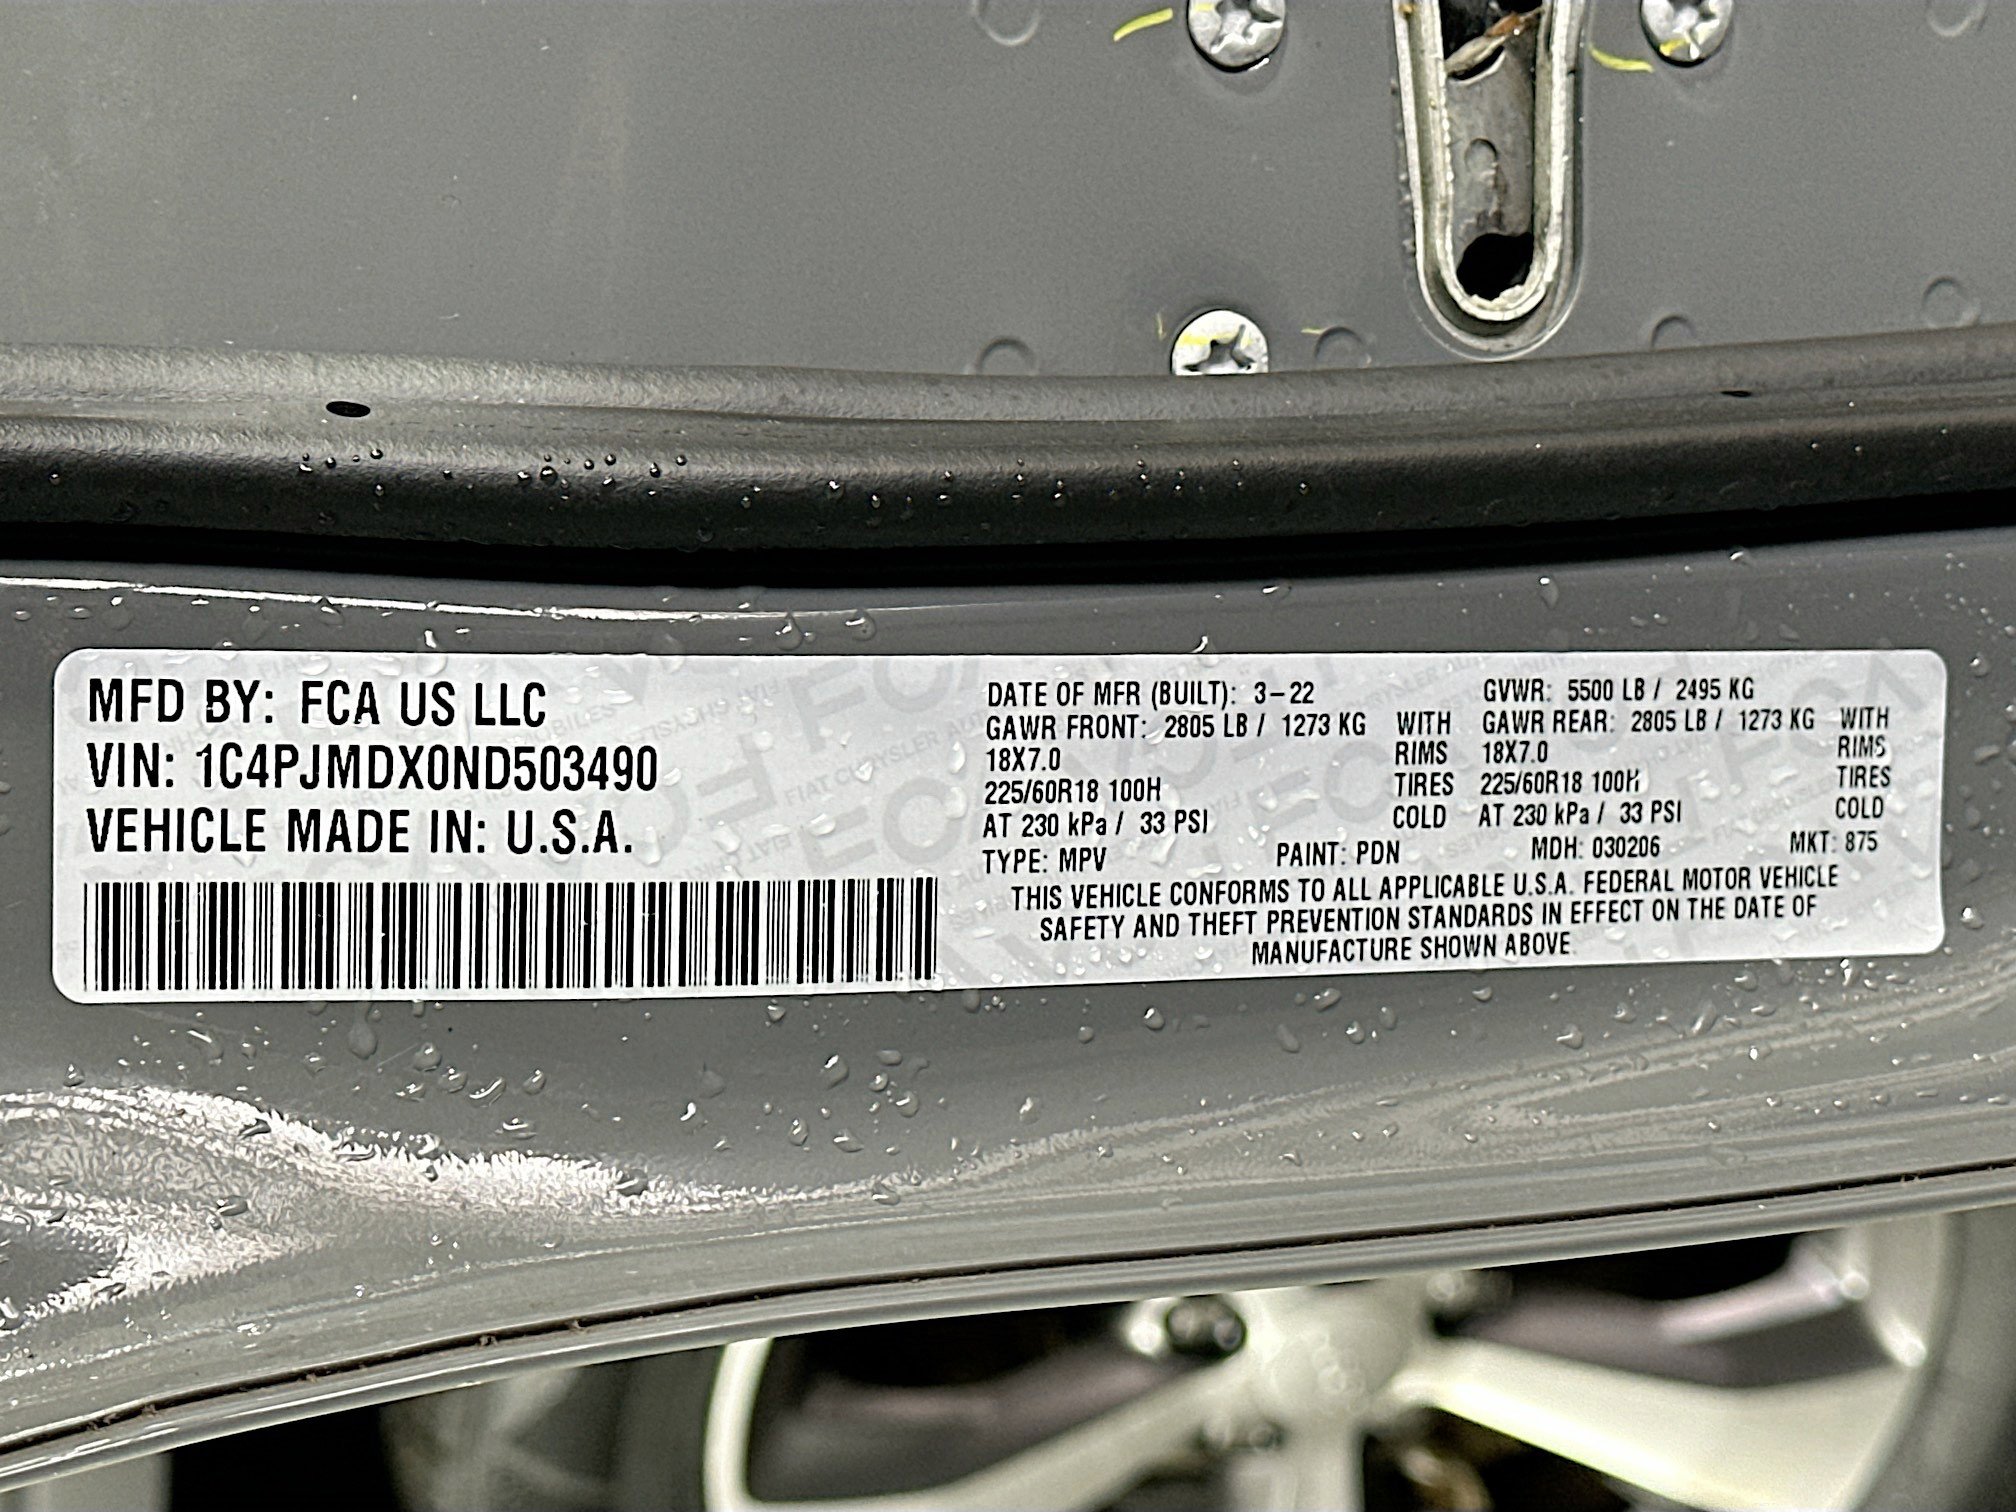 MFD BY: FCA US LLC
VIN: 1C4PJMDX0ND503490
VEHICLE MADE IN: U.S.A.
DATE OF MFR (BUILT): 3-22 GVWR: 5500 LB / 2495 KG
GAWR FRONT: 2805 LB / 1273 KG WITH GAWR REAR: 2805 LB / 1273 KG WITH
18X7.0 RIMS 18X7.0 RIMS
225/60R18 100H TIRES 225/60R18 100H TIRES
AT 230 kPa / 33 PSI COLD AT 230 kPa / 33 PSI COLD
TYPE: MPV PAINT: PDN MDH: 030206 MKT: 875
THIS VEHICLE CONFORMS TO ALL APPLICABLE U.S.A. FEDERAL MOTOR VEHICLE
SAFETY AND THEFT PREVENTION STANDARDS IN EFFECT ON THE DATE OF
MANUFACTURE SHOWN ABOVE.